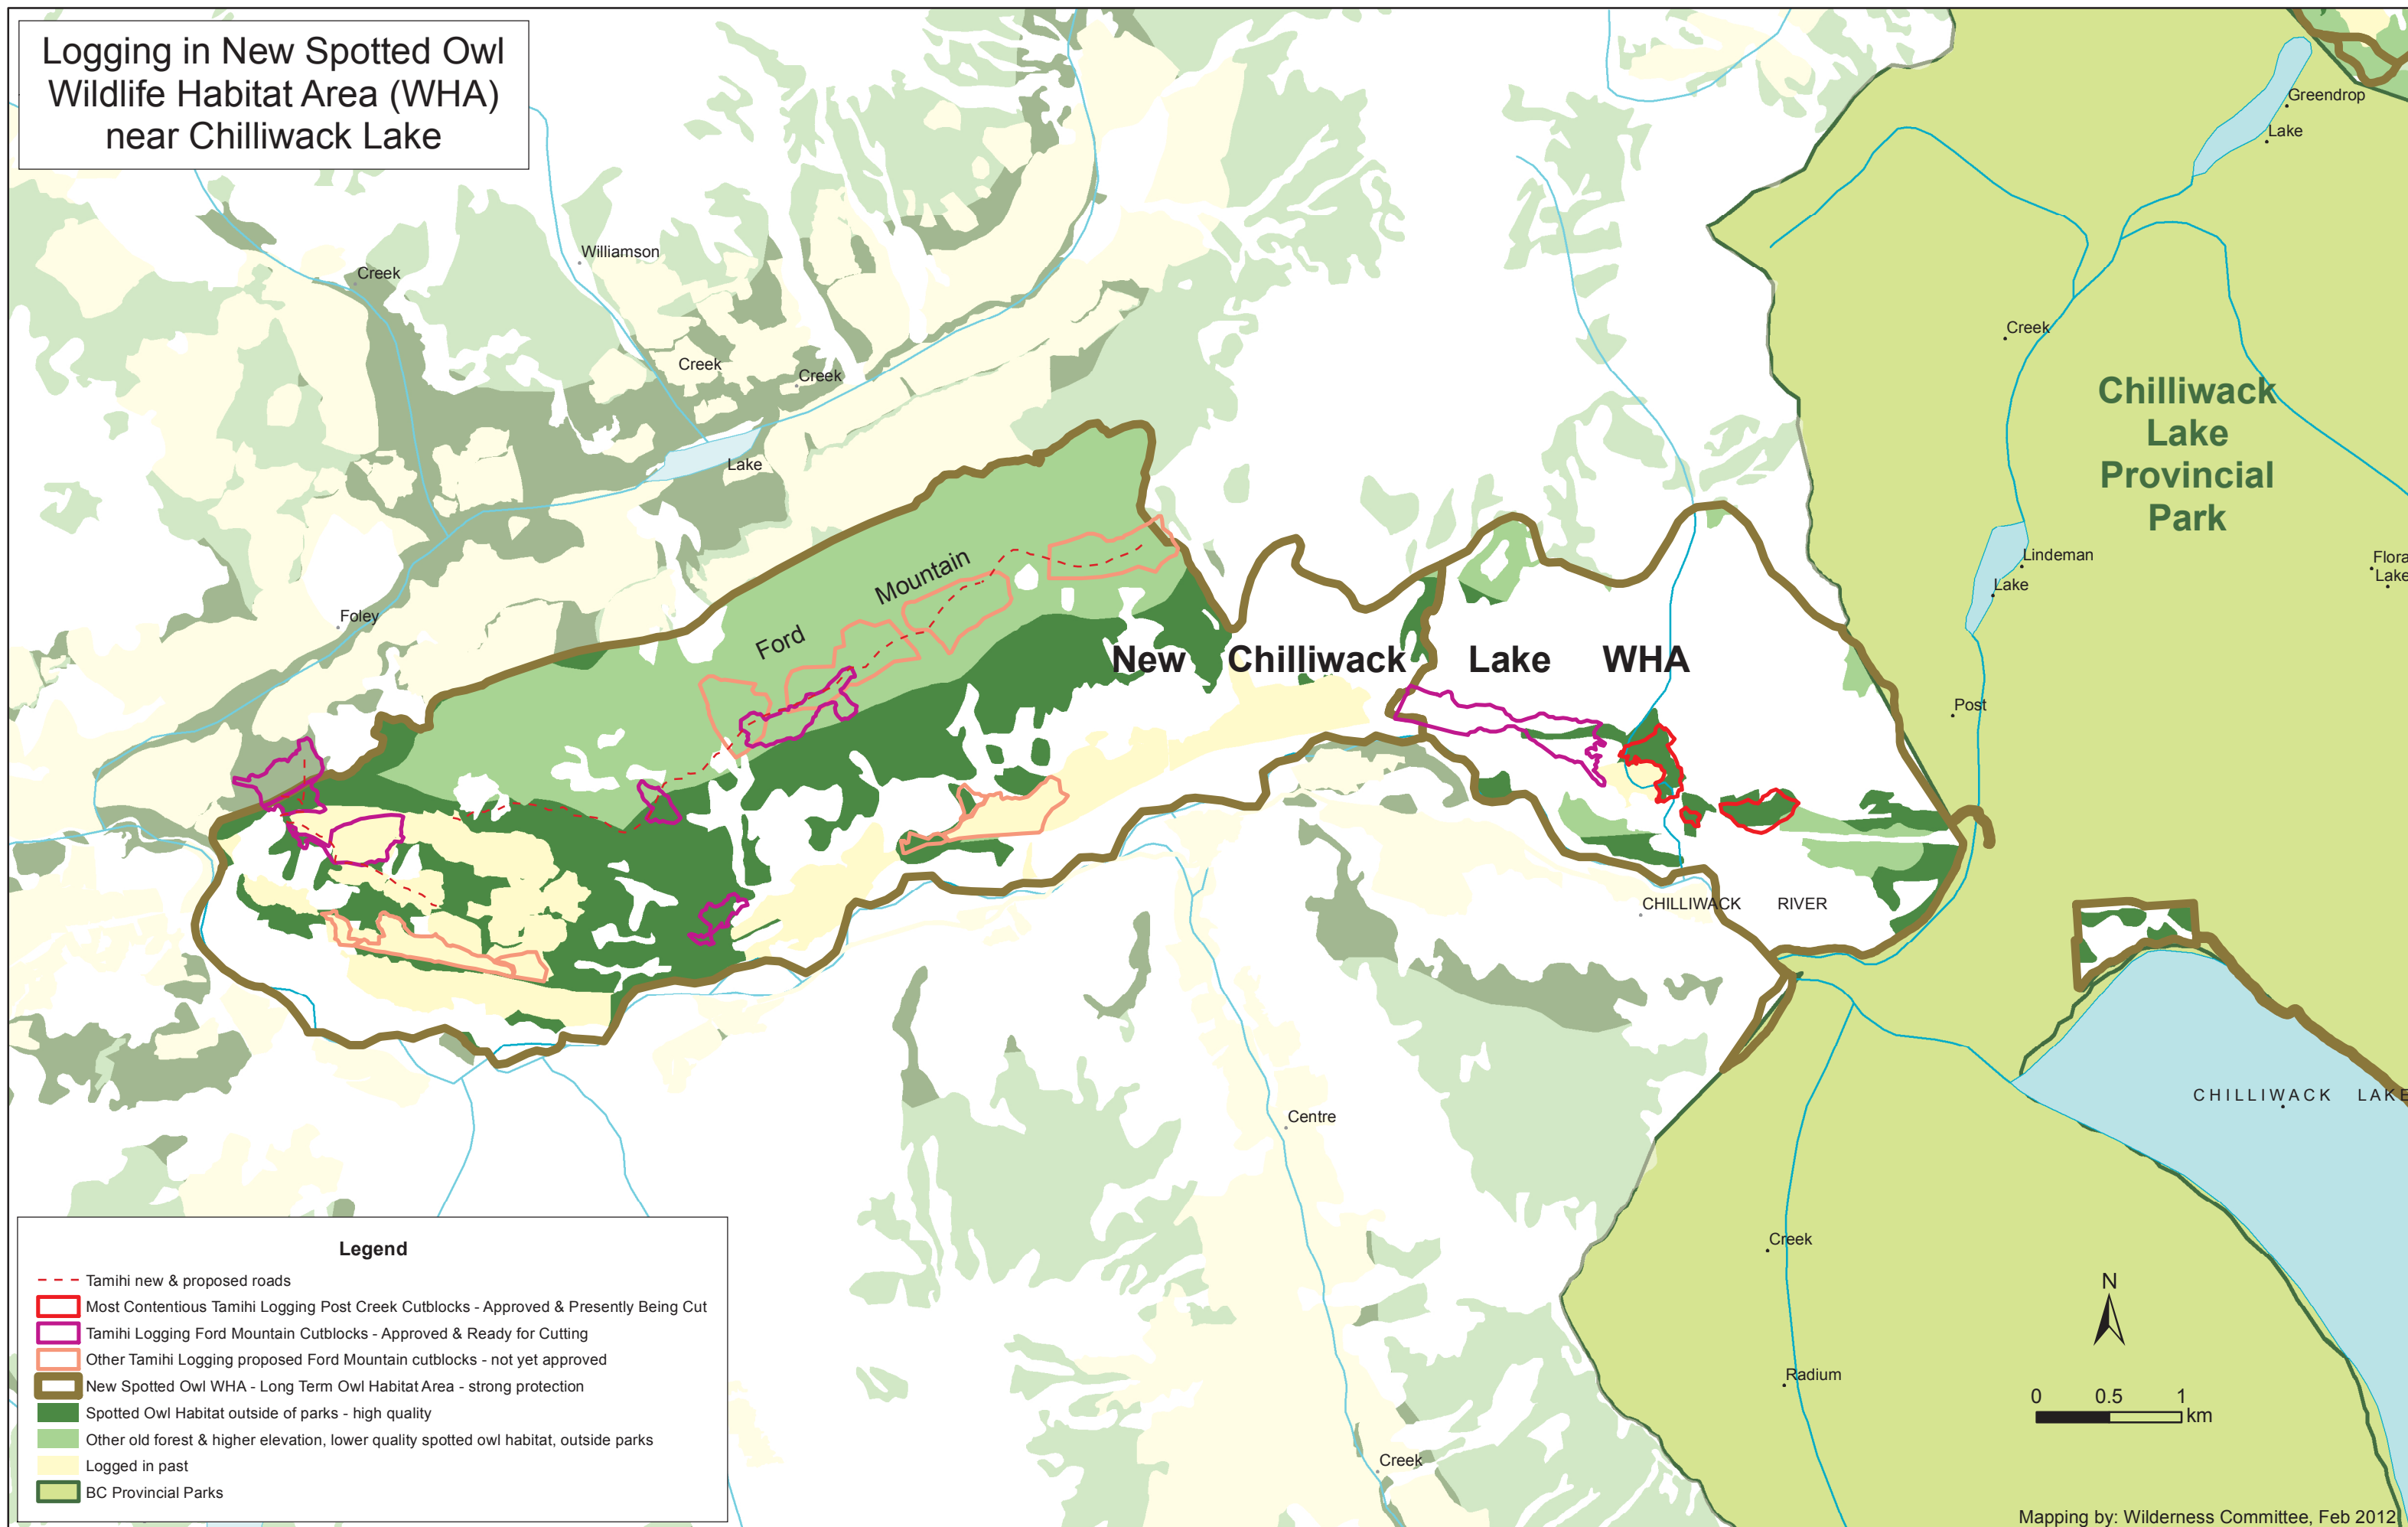 Logging in New Spotted Owl
Wildlife Habitat Area (WHA)
near Chilliwack Lake
Greendrop
Lake
Williamson
Creek
Creek
Creek
Creek
Chilliwack
Lake
Provincial
Park
Lake
Lindeman
Lake
Flora
Lake
Mountain
Ford
Foley
New Chilliwack Lake WHA
Post
CHILLIWACK RIVER
CHILLIWACK LAKE
Centre
Creek
Radium
Creek
N
0 0.5 1
km
Legend
Tamihi new & proposed roads
Most Contentious Tamihi Logging Post Creek Cutblocks - Approved & Presently Being Cut
Tamihi Logging Ford Mountain Cutblocks - Approved & Ready for Cutting
Other Tamihi Logging proposed Ford Mountain cutblocks - not yet approved
New Spotted Owl WHA - Long Term Owl Habitat Area - strong protection
Spotted Owl Habitat outside of parks - high quality
Other old forest & higher elevation, lower quality spotted owl habitat, outside parks
Logged in past
BC Provincial Parks
Mapping by: Wilderness Committee, Feb 2012